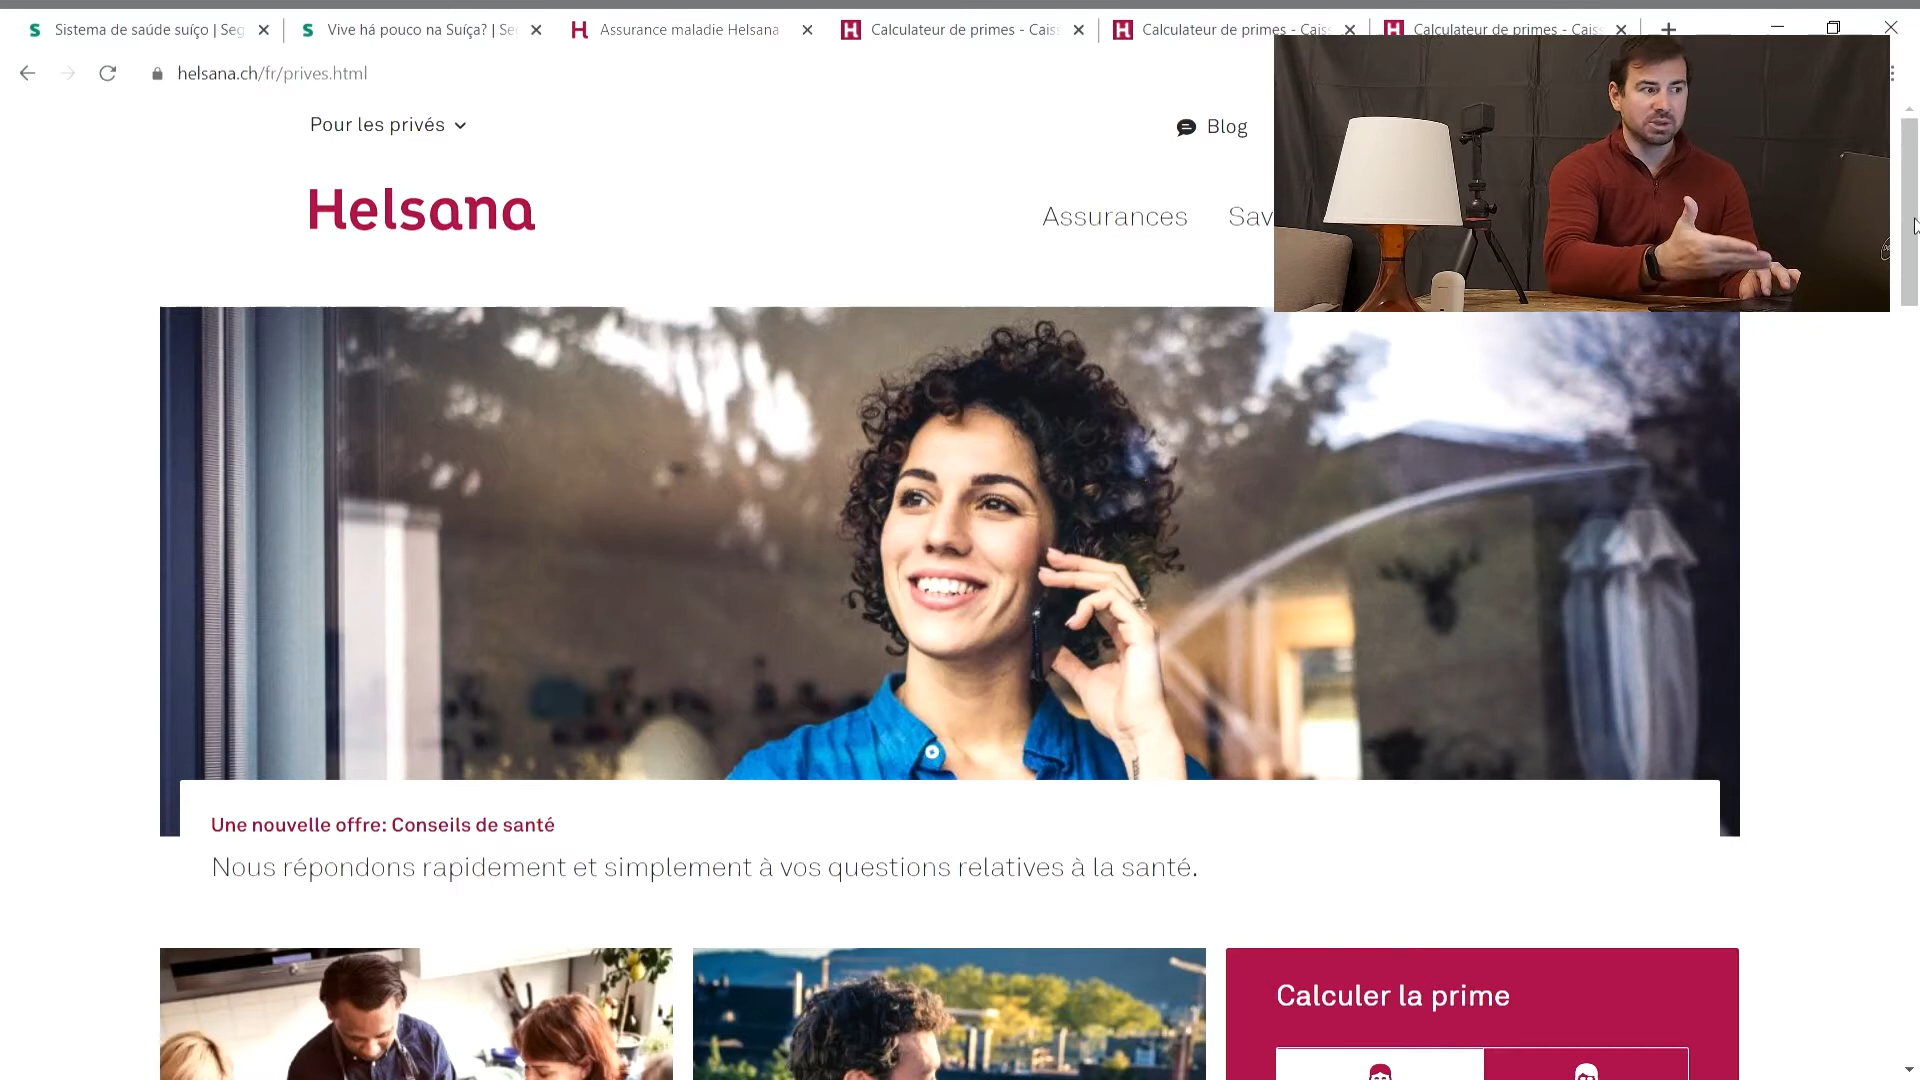 Sistema de saúde suíço | Seg
Vive há pouco na Suíça? | Se
Assurance maladie Helsana
Calculateur de primes - Cais
Calculateur de primes - Cais
Calculateur de primes - Cais
helsana.ch/fr/prives.html
Pour les privés
Blog
Helsana
Assurances
Sav
Une nouvelle offre: Conseils de santé
Nous répondons rapidement et simplement à vos questions relatives à la santé.
Calculer la prime